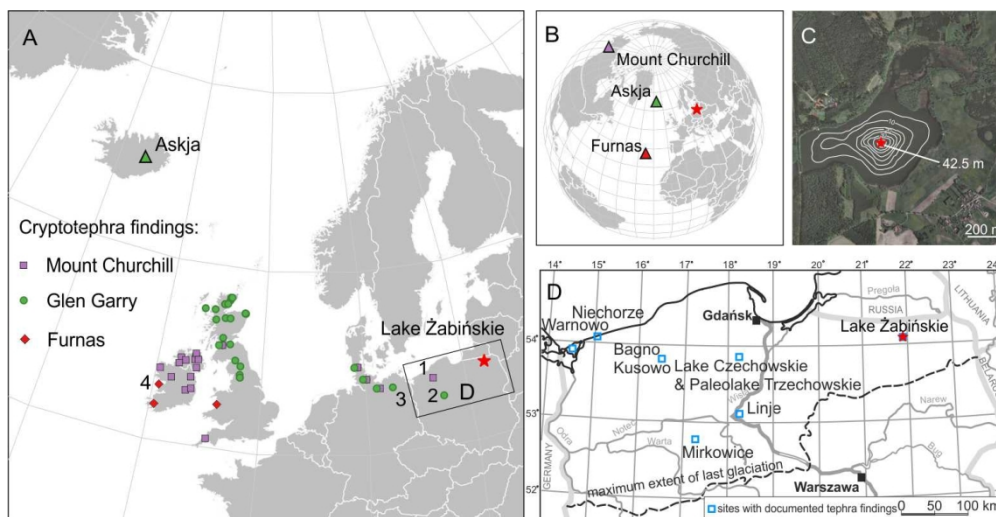 A
Askja
Cryptotephra findings:
Mount Churchill
Glen Garry
Furnas
Lake Żabińskie
1
2
3
4
D
B
Mount Churchill
Askja
Furnas
C
42.5 m
200 m
D
14° 15° 16° 17° 18° 19° 20° 21° 22° 23° 24°
54°
53°
52°
Niechorze
Warnowo
Gdańsk
Pregoła
RUSSIA
LITHUANIA
Lake Żabińskie
Bagno
Kusowo
Lake Czechowskie
& Paleolake Trzechowskie
BELARUS
Linje
Narew
Noteć
Odra
Warta
Mirkowice
Bug
GERMANY
maximum extent of last glaciation
Warszawa
sites with documented tephra findings
0 50 100 km